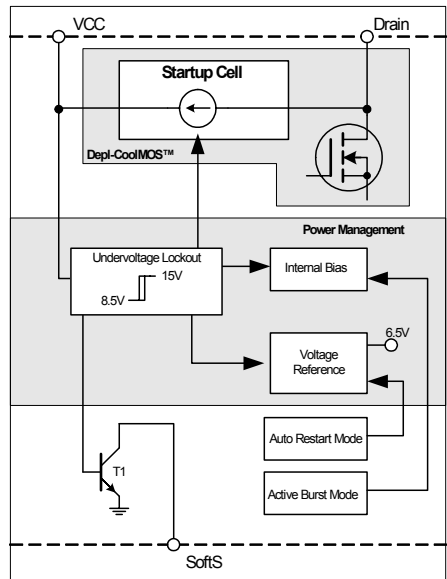 VCC
Drain
Startup Cell
Depl-CoolMOS™
Power Management
Undervoltage Lockout
15V
8.5V
Internal Bias
6.5V
Voltage
Reference
Auto Restart Mode
T1
Active Burst Mode
SoftS